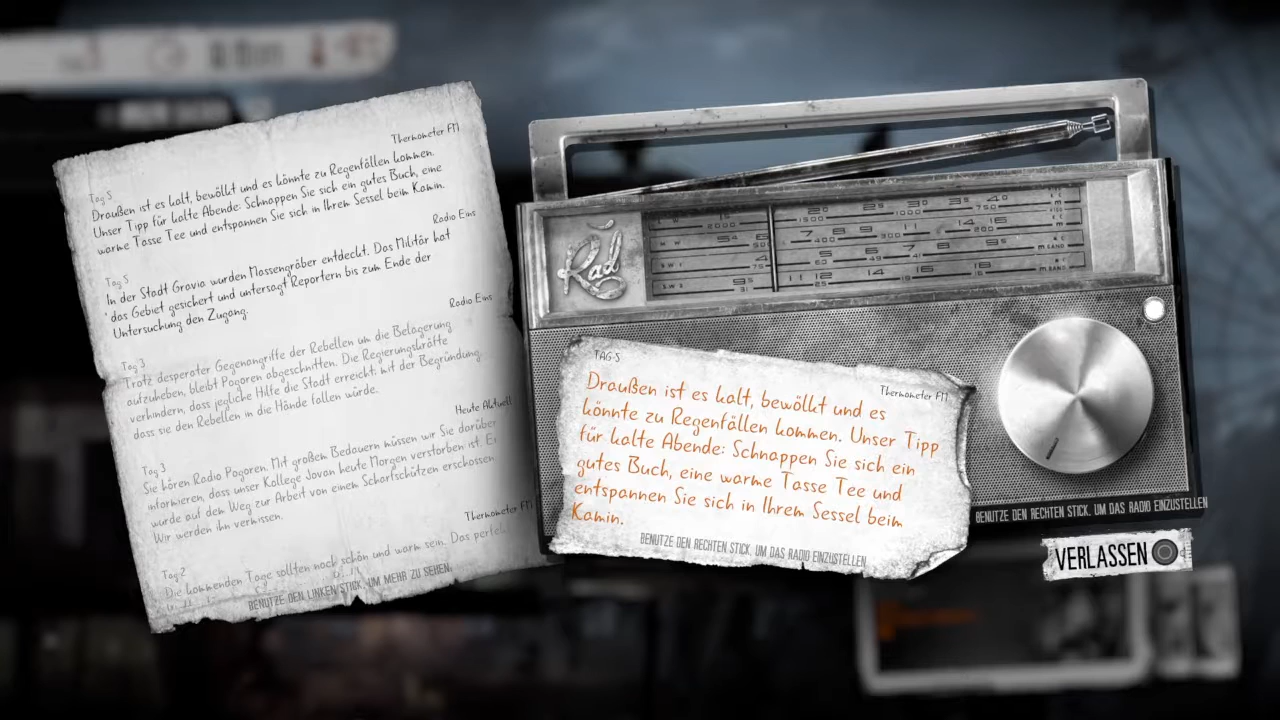 Thermometer FM
Tag 5
Draußen ist es kalt, bewölkt und es könnte zu Regenfällen kommen.
Unser Tipp für kalte Abende: Schnappen Sie sich ein gutes Buch, eine
warme Tasse Tee und entspannen Sie sich in Ihrem Sessel beim Kamin.
Radio Eins
Tag 5
In der Stadt Gravia wurden Massengräber entdeckt. Das Militär hat
das Gebiet gesichert und untersagt Reportern bis zum Ende der
Untersuchung den Zugang.
Radio Eins
Tag 3
Trotz desperater Gegenangriffe der Rebellen um die Belagerung
aufzuheben, bleibt Pogoren abgeschnitten. Die Regierungskräfte
verhindern, dass jegliche Hilfe die Stadt erreicht, mit der Begründung,
dass sie den Rebellen in die Hände fallen würde.
Heute Aktuell
Tag 3
Sie hören Radio Pogoren. Mit großem Bedauern müssen wir Sie darüber
informieren, dass unser Kollege Jovan heute Morgen verstorben ist. Er
wurde auf dem Weg zur Arbeit von einem Scharfschützen erschossen
Wir werden ihn vermissen.
Thermometer FM
Tag 2
Die kommenden Tage sollten noch schön und warm sein. Das
BENUTZE DEN LINKEN STICK, UM MEHR ZU SEHEN.
Rad
TAG 5
Thermometer FM
Draußen ist es kalt, bewölkt und es
könnte zu Regenfällen kommen. Unser Tipp
für kalte Abende: Schnappen Sie sich ein
gutes Buch, eine warme Tasse Tee und
entspannen Sie sich in Ihrem Sessel beim
Kamin.
BENUTZE DEN RECHTEN STICK, UM DAS RADIO EINZUSTELLEN
BENUTZE DEN RECHTEN STICK, UM DAS RADIO EINZUSTELLEN
VERLASSEN